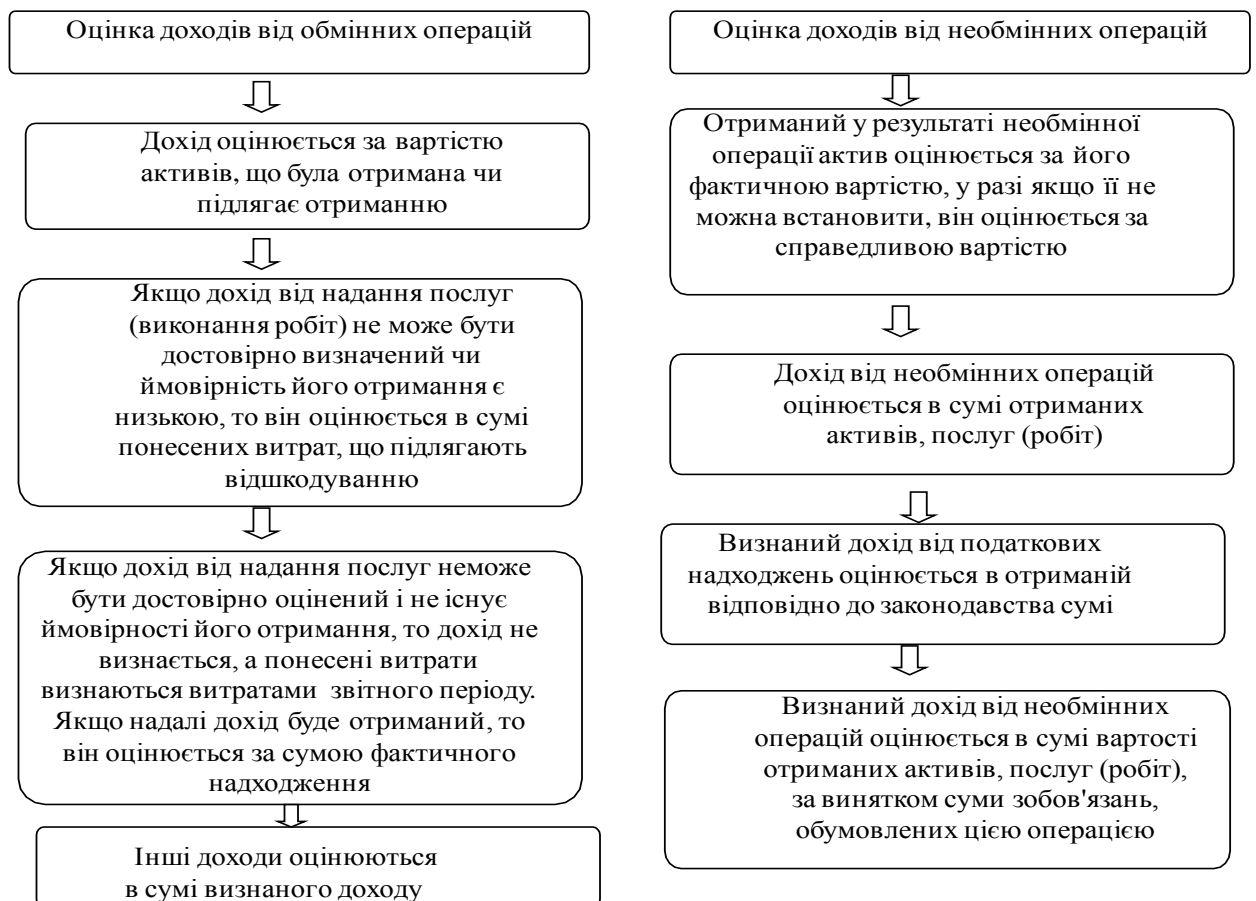 Оцінка доходів від обмінних операцій
Дохід оцінюється за вартістю
активів, що була отримана чи
підлягає отриманню
Якщо дохід від надання послуг
(виконання робіт) не може бути
достовірно визначений чи
ймовірність його отримання є
низькою, то він оцінюється в сумі
понесених витрат, що підлягають
відшкодуванню
Якщо дохід від надання послуг неможе
бути достовірно оцінений і не існує
ймовірності його отримання, то дохід не
визнається, а понесені витрати
визнаються витратами звітного періоду.
Якщо надалі дохід буде отриманий, то
він оцінюється за сумою фактичного
надходження
Інші доходи оцінюються
в сумі визнаного доходу
Оцінка доходів від необмінних операцій
Отриманий у результаті необмінної
операції актив оцінюється за його
фактичною вартістю, у разі якщо її не
можна встановити, він оцінюється за
справедливою вартістю
Дохід від необмінних операцій
оцінюється в сумі отриманих
активів, послуг (робіт)
Визнаний дохід від податкових
надходжень оцінюється в отриманій
відповідно до законодавства сумі
Визнаний дохід від необмінних
операцій оцінюється в сумі вартості
отриманих активів, послуг (робіт),
за винятком суми зобов'язань,
обумовлених цією операцією